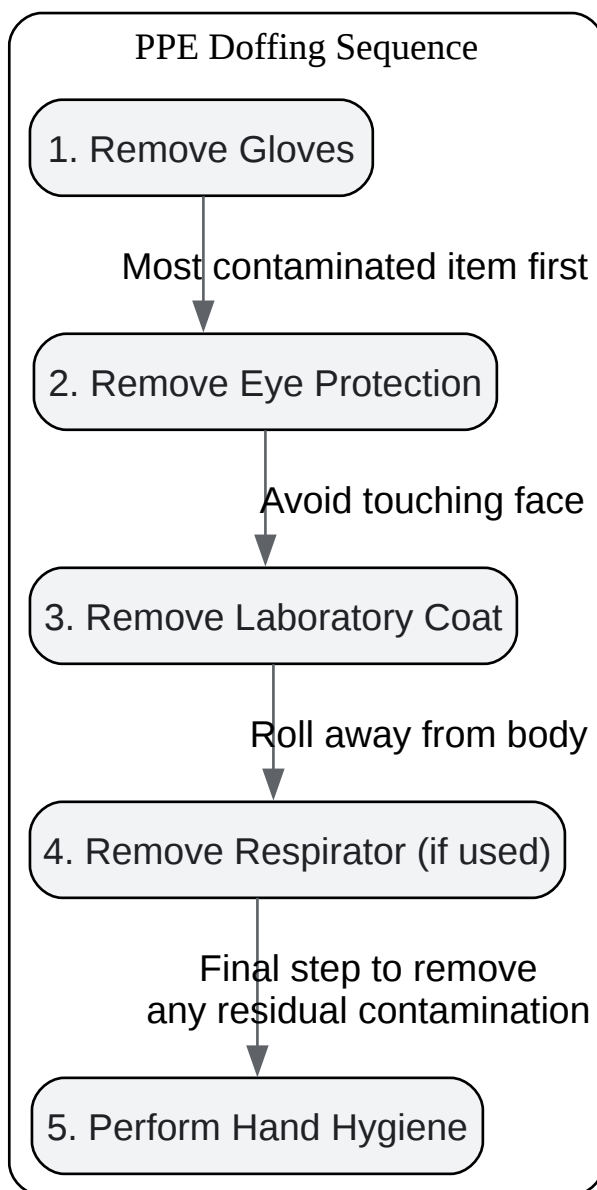 PPE Doffing Sequence
1. Remove Gloves
Most contaminated item first
2. Remove Eye Protection
Avoid touching face
3. Remove Laboratory Coat
Roll away from body
4. Remove Respirator (if used)
Final step to remove
any residual contamination
5. Perform Hand Hygiene